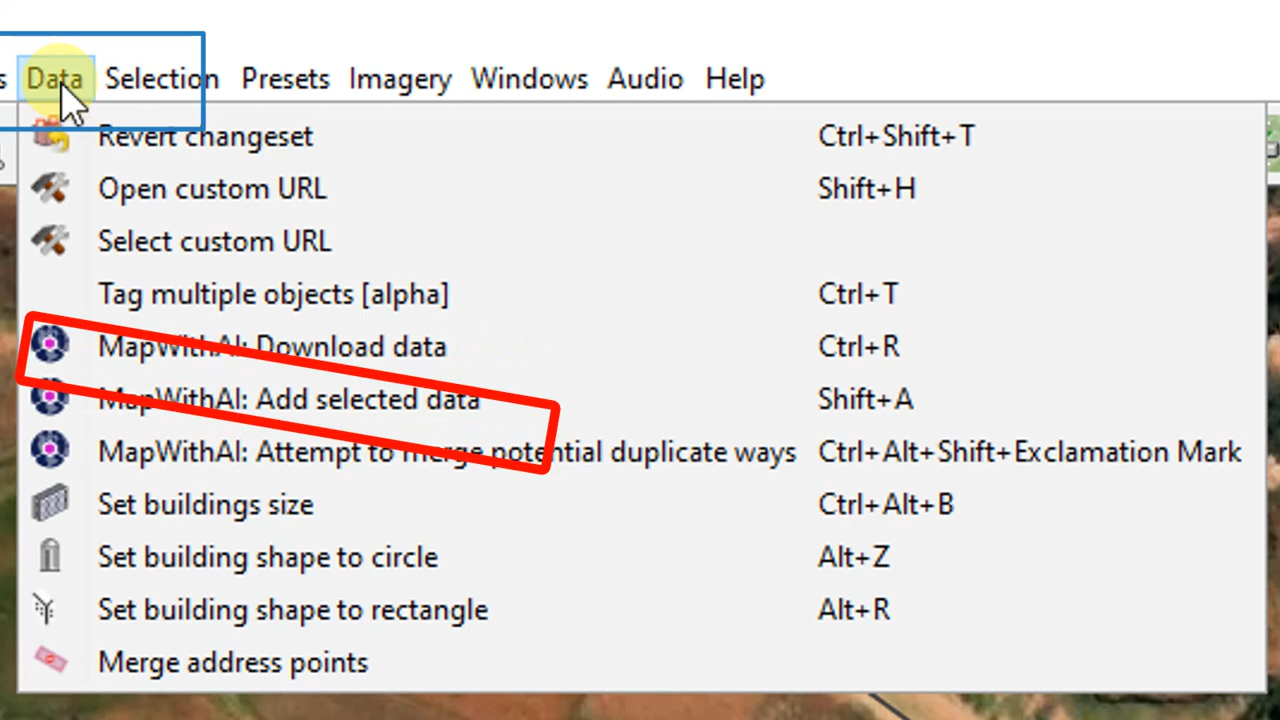 s Data Selection Presets Imagery Windows Audio Help
Revert changeset Ctrl+Shift+T
Open custom URL Shift+H
Select custom URL
Tag multiple objects [alpha] Ctrl+T
MapWithAI: Download data Ctrl+R
MapWithAI: Add selected data Shift+A
MapWithAI: Attempt to merge potential duplicate ways Ctrl+Alt+Shift+Exclamation Mark
Set buildings size Ctrl+Alt+B
Set building shape to circle Alt+Z
Set building shape to rectangle Alt+R
Merge address points